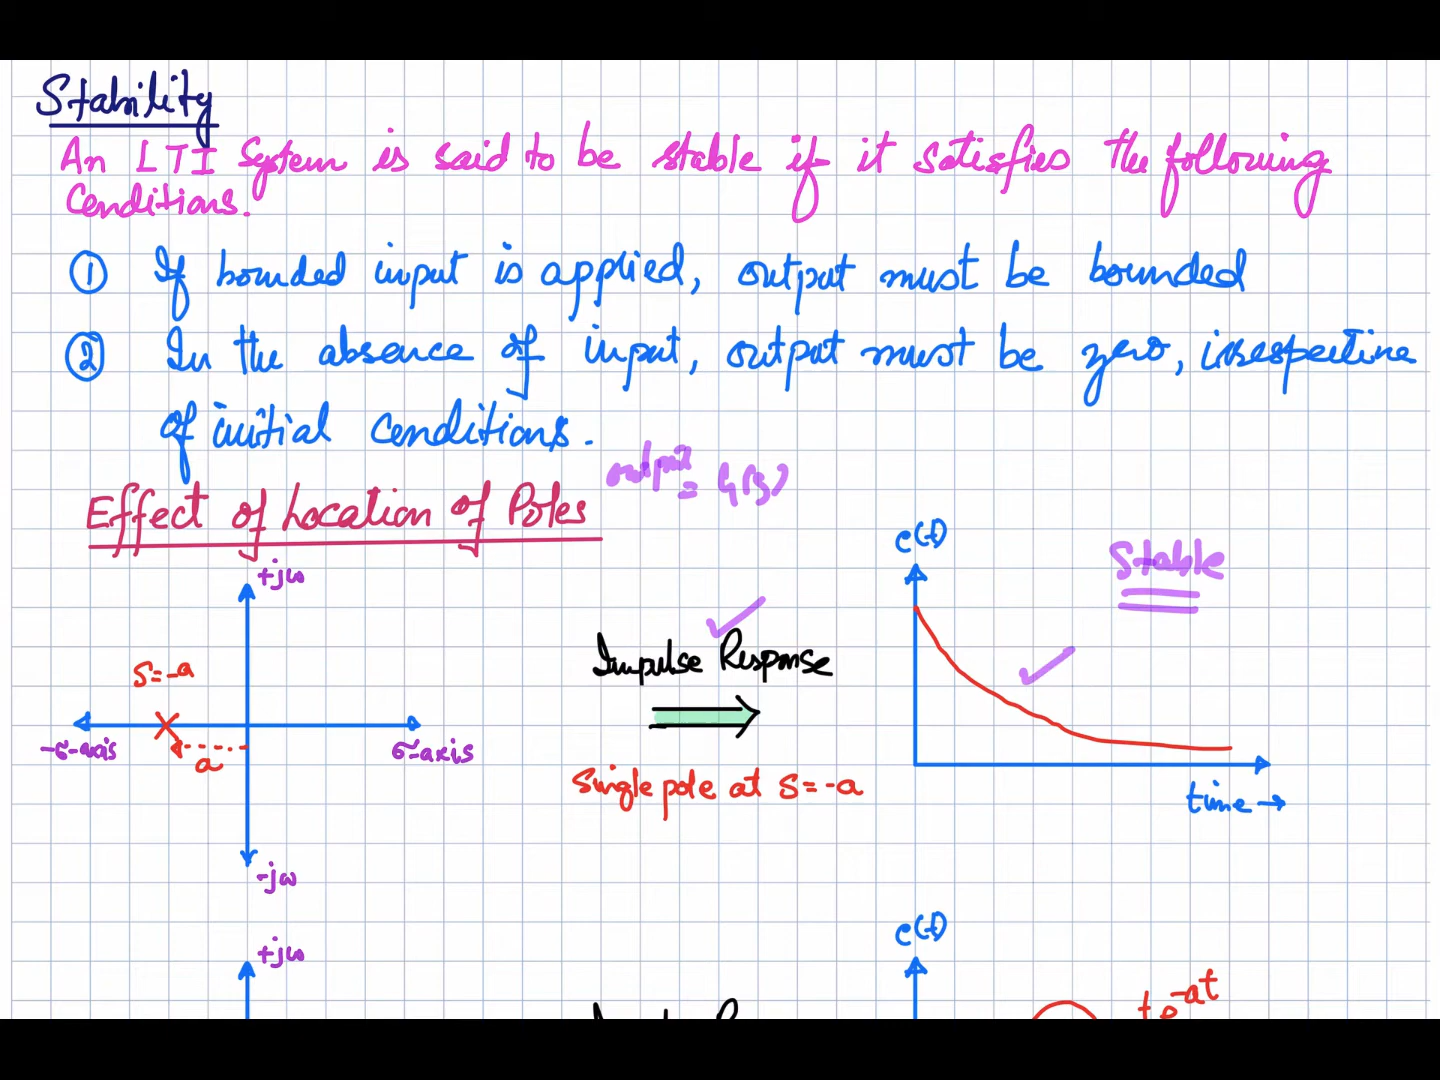 Stability
An LTI System is said to be stable if it satisfies the following
Conditions.
① If bounded input is applied, output must be bounded
② In the absence of input, output must be zero, irrespective
of initial conditions.
output = G(s)
Effect of Location of Poles
+jω
S=-a
-σ-axis
a
σ-axis
-jω
Impulse Response
Single pole at S=-a
c(t)
Stable
time →
+jω
c(t)
te^-at